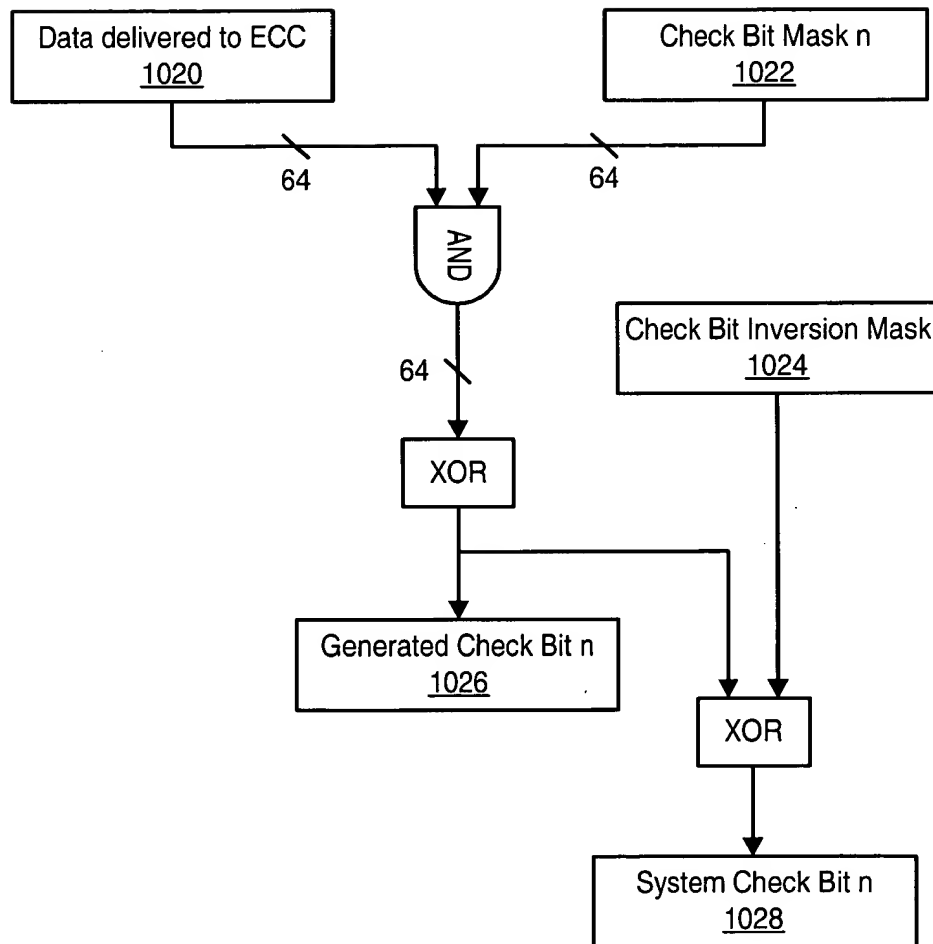 Data delivered to ECC
1020
Check Bit Mask n
1022
64
64
AND
Check Bit Inversion Mask
1024
64
XOR
Generated Check Bit n
1026
XOR
System Check Bit n
1028